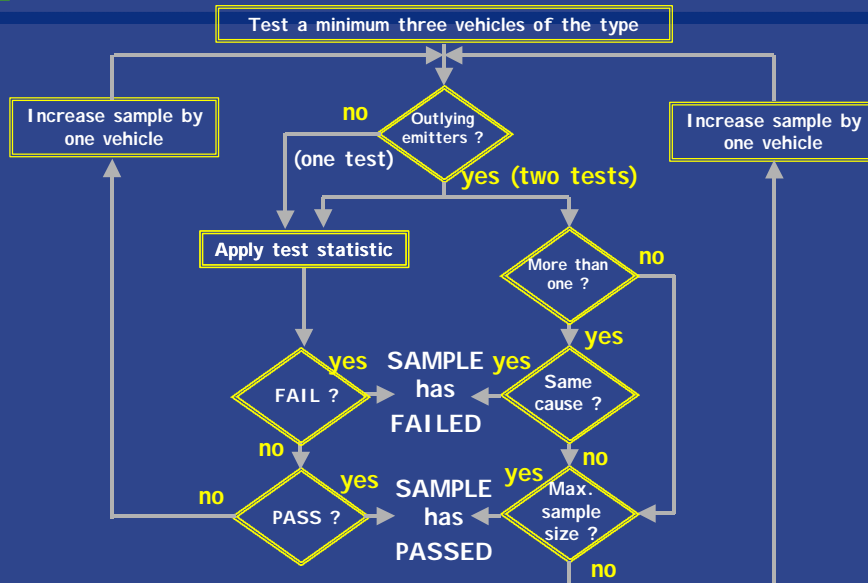 Test a minimum three vehicles of the type
Increase sample by
one vehicle
no
Outlying
emitters ?
Increase sample by
one vehicle
(one test)
yes (two tests)
Apply test statistic
More than
one ?
no
yes
FAIL ?
yes
SAMPLE
has
FAILED
yes
Same
cause ?
no
no
no
PASS ?
yes
SAMPLE
has
PASSED
yes
Max.
sample
size ?
no